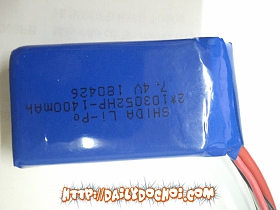 SHIDA Li-Po
2X103052HP-1400mAh
7.4V 180426
HTTP://DAILYDOCHOI.COM